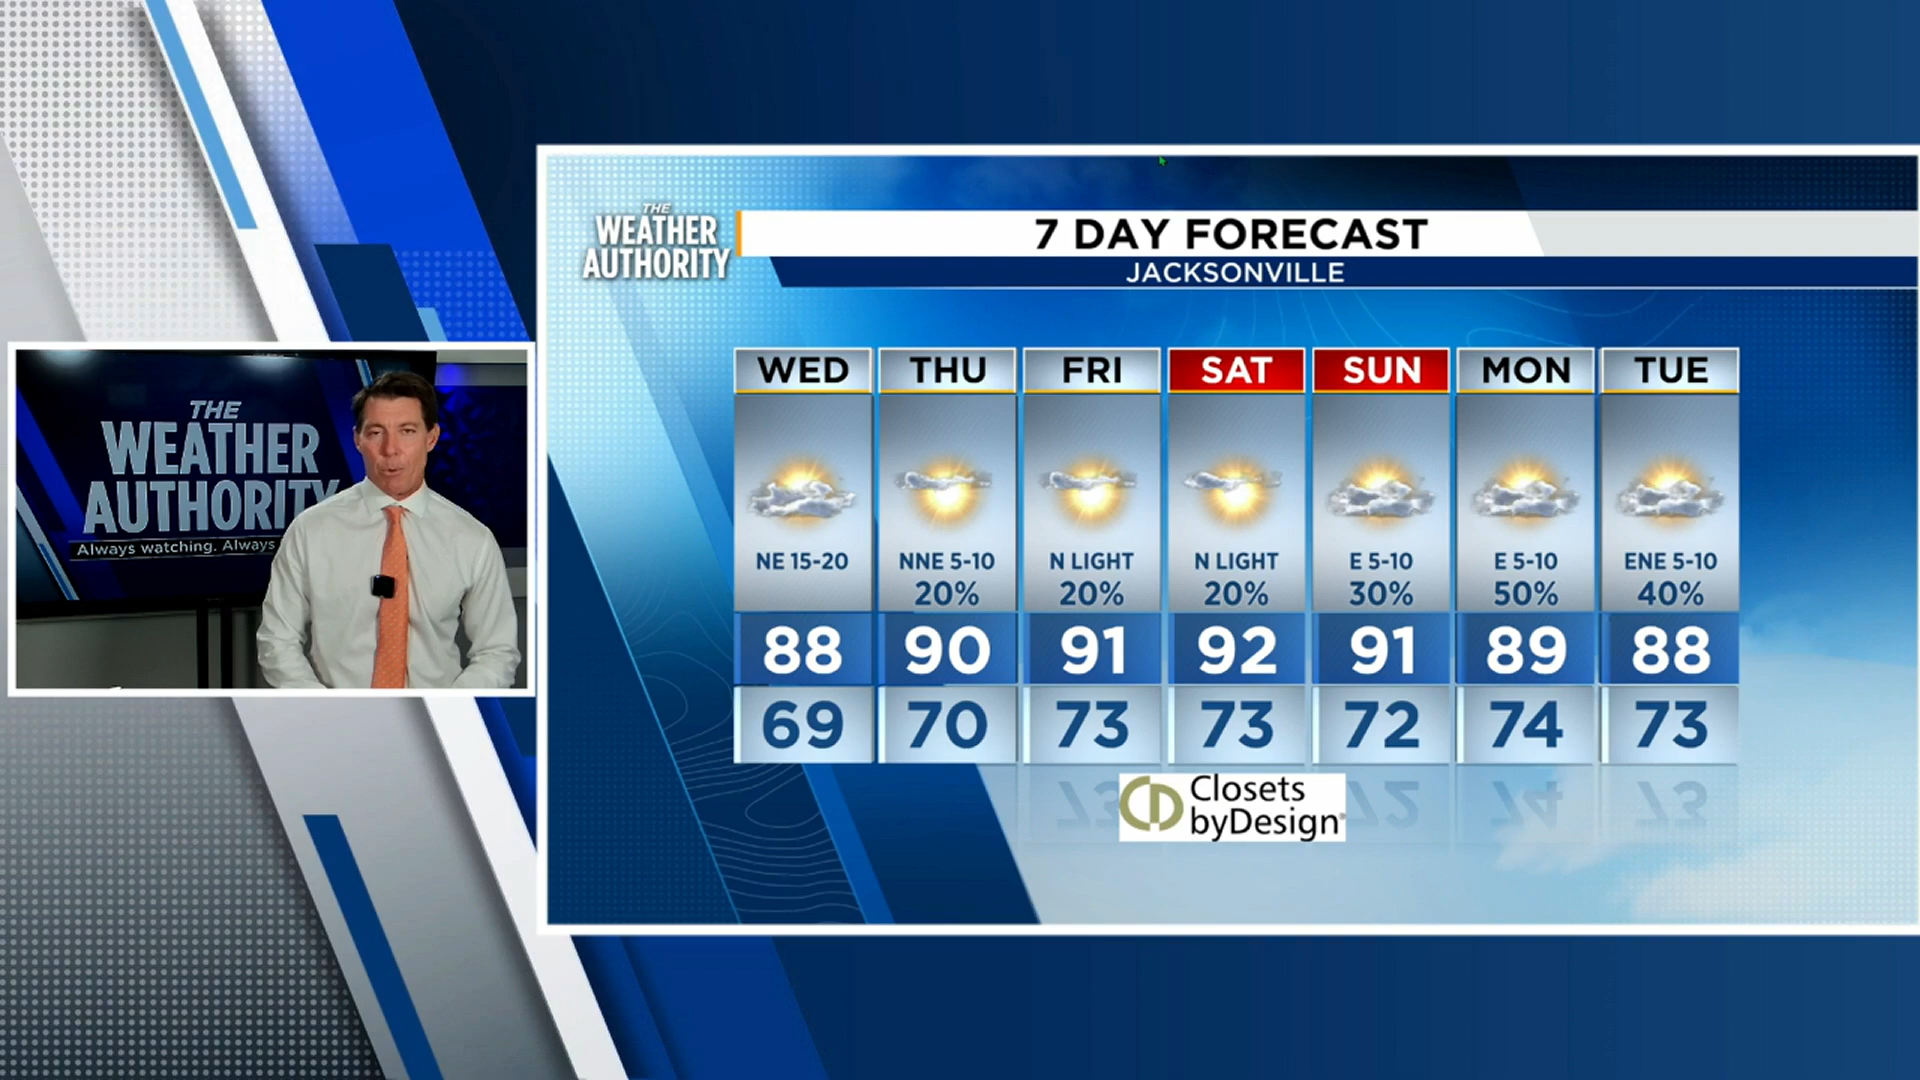 THE
WEATHER
AUTHORITY
7 DAY FORECAST
JACKSONVILLE
WED THU FRI SAT SUN MON TUE
NE 15-20 NNE 5-10 N LIGHT N LIGHT E 5-10 E 5-10 ENE 5-10
20% 20% 20% 30% 50% 40%
88 90 91 92 91 89 88
69 70 73 73 72 74 73
Closets
byDesign
THE
WEATHER
AUTHORITY
Always watching. Always